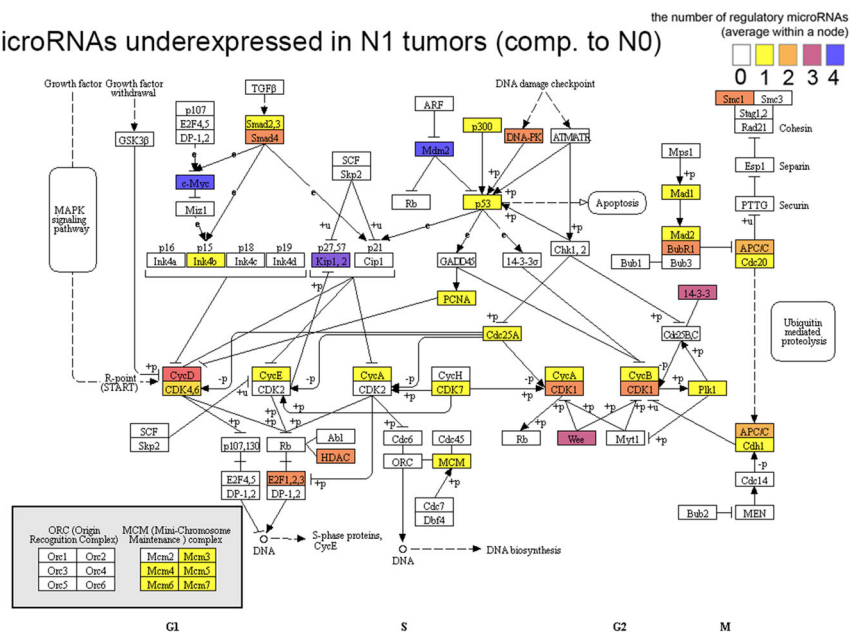 the number of regulatory microRNAs
(average within a node)
icroRNAs underexpressed in N1 tumors (comp. to N0)
0 1 2 3 4
Growth factor
Growth factor
withdrawal
TGFβ
DNA damage checkpoint
p107
E2F4,5
DP-1,2
Smad2,3
Smad4
GSK3β
ARF
p300
DNA-PK
ATM/ATR
Mdm2
Smc1
Smc3
Stag1,2
Rad21
Cohesin
c-Myc
SCF
Skp2
Rb
Mps1
Esp1
Separin
MAPK
signaling
pathway
Miz1
p53
Apoptosis
Mad1
PTTG
Securin
e
e
e
e
e
e
e
+p
+p
+p
+p
+p
+u
+u
+u
p16
Ink4a
p15
Ink4b
p18
Ink4c
p19
Ink4d
p27,57
Kip1, 2
p21
Cip1
GADD45
14-3-3σ
Chk1, 2
Mad2
BubR1
Bub1
Bub3
APC/C
Cdc20
PCNA
14-3-3
Cdc25A
Cdc25B,C
Ubiquitin
mediated
proteolysis
+p
+p
+p
R-point
(START)
+p
CycD
CDK4,6
-p
CycE
CDK2
+u
-p
CycA
CDK2
-p
CycH
CDK7
+p
-p
CycA
CDK1
CycB
CDK1
-p
+p
+p
Plk1
SCF
Skp2
+p
+p
+p
+p
p107,130
Rb
Abl
HDAC
Cdc6
Cdc45
ORC
MCM
+p
Rb
+p
Wee
+p
Myt1
+p
+u
+p
APC/C
Cdh1
-p
Cdc14
E2F4,5
DP-1,2
E2F1,2,3
DP-1,2
+p
Cdc7
Dbf4
+p
Bub2
MEN
DNA
S-phase proteins,
CycE
DNA
DNA biosynthesis
ORC (Origin
Recognition Complex)
MCM (Mini-Chromosome
Maintenance ) complex
Orc1 Orc2 Mcm2 Mcm3
Orc3 Orc4 Mcm4 Mcm5
Orc5 Orc6 Mcm6 Mcm7
G1 S G2 M